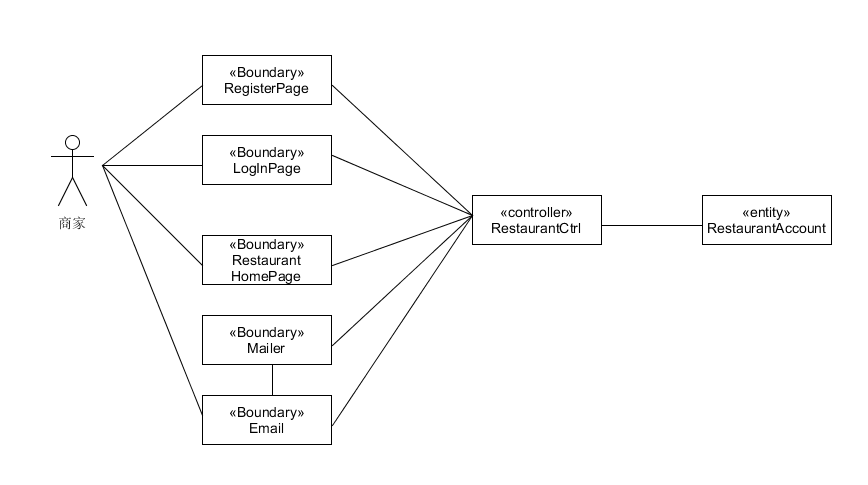 «Boundary»
RegisterPage
«Boundary»
LogInPage
商家
«controller»
RestaurantCtrl
«entity»
RestaurantAccount
«Boundary»
Restaurant
HomePage
«Boundary»
Mailer
«Boundary»
Email